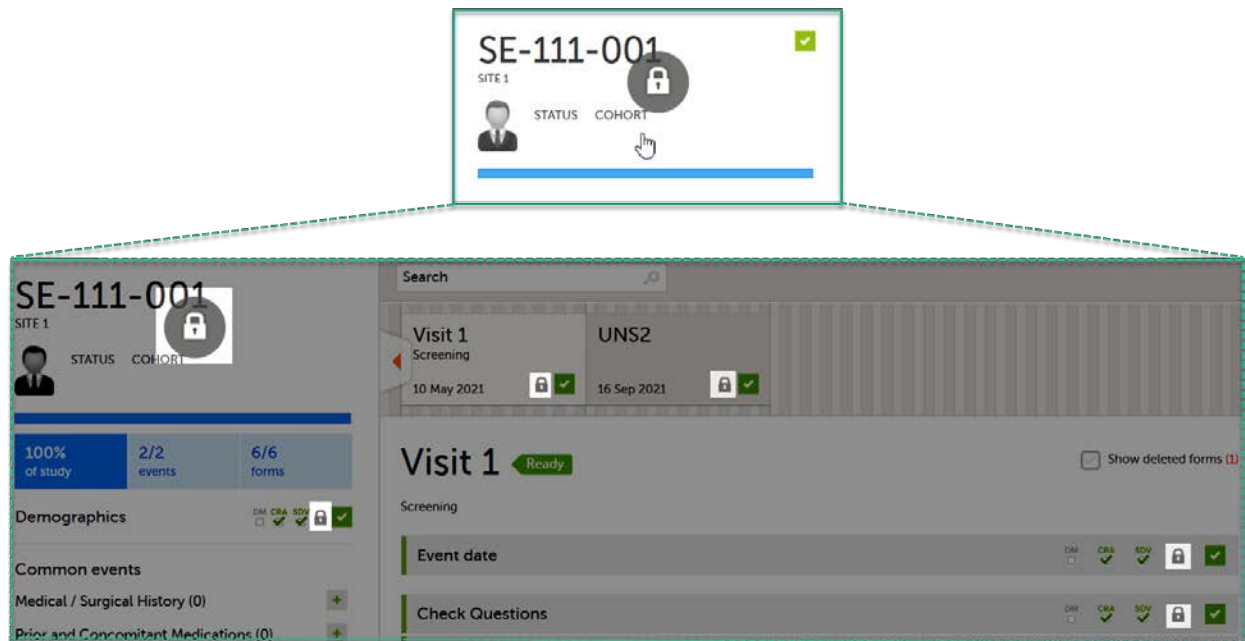 SE-111-001
SITE 1
STATUS COHORT
SE-111-001
SITE 1
STATUS COHORT
100%
of study
2/2
events
6/6
forms
Demographics
DM CRA SDV
Common events
Medical / Surgical History (0)
Prior and Concomitant Medications (0)
Search
Visit 1
Screening
10 May 2021
UNS2
16 Sep 2021
Visit 1 Ready
Show deleted forms (1)
Screening
Event date
DM CRA SDV
Check Questions
DM CRA SDV